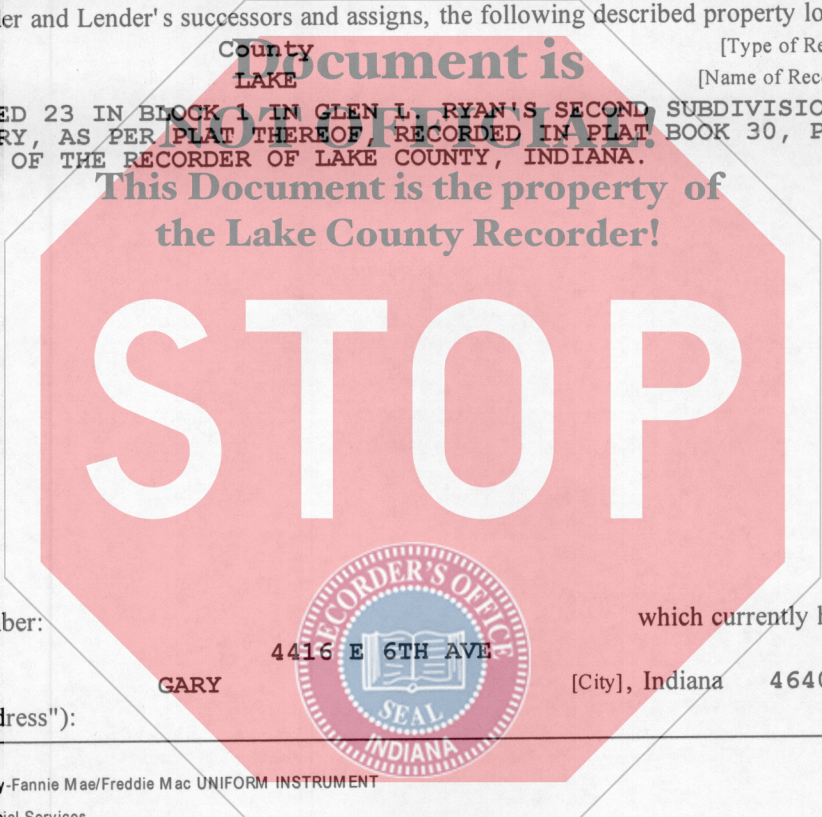 er and Lender's successors and assigns, the following described property lo
County [Type of Re
LAKE [Name of Rec
Document is
ED 23 IN BLOCK 1 IN GLEN L. RYAN'S SECOND SUBDIVISIO
NOT OFFICIAL!
RY, AS PER PLAT THEREOF, RECORDED IN PLAT BOOK 30, P
OF THE RECORDER OF LAKE COUNTY, INDIANA.
This Document is the property of
the Lake County Recorder!
STOP
RECORDER'S OFFICE
ber: which currently h
4416 E 6TH AVE
GARY [City], Indiana 4640
dress"):
SEAL
INDIANA
y-Fannie Mae/Freddie Mac UNIFORM INSTRUMENT
ial Services